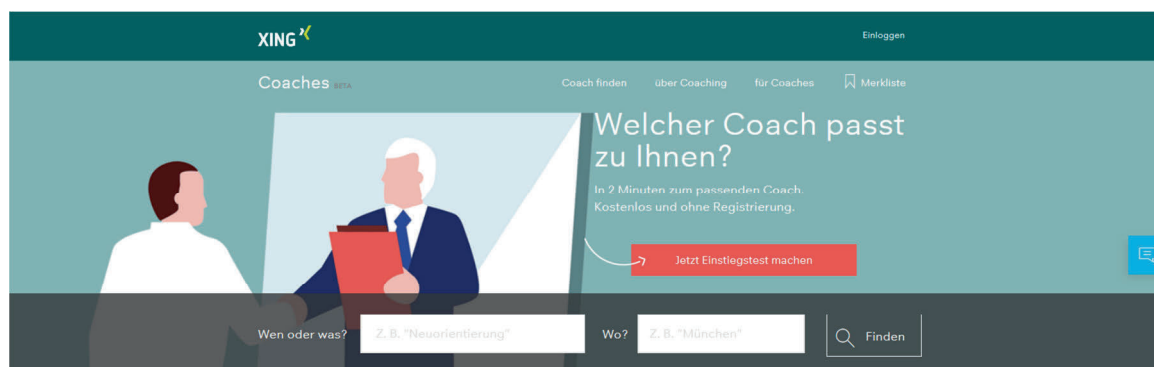 XING
Einloggen
Coaches BETA
Coach finden
über Coaching
für Coaches
Merkliste
Welcher Coach passt
zu Ihnen?
In 2 Minuten zum passenden Coach.
Kostenlos und ohne Registrierung.
Jetzt Einstiegstest machen
Wen oder was?
Z. B. "Neuorientierung"
Wo?
Z. B. "München"
Finden